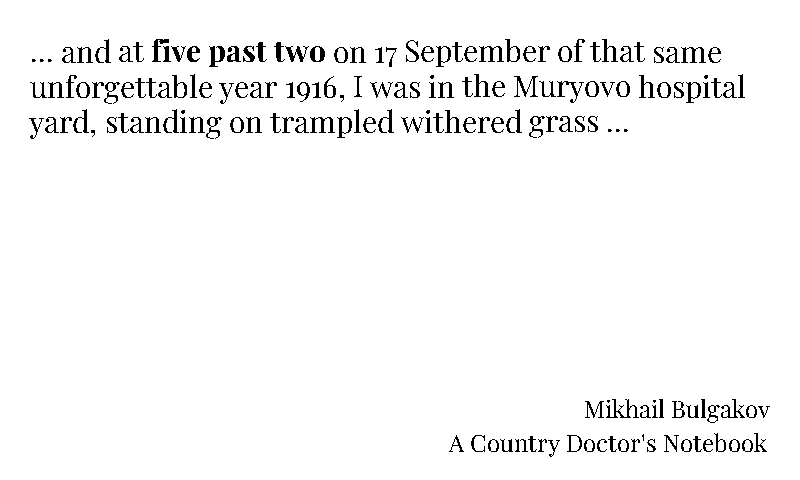 ... and at five past two on 17 September of that same
unforgettable year 1916, I was in the Muryovo hospital
yard, standing on trampled withered grass ...
Mikhail Bulgakov
A Country Doctor's Notebook